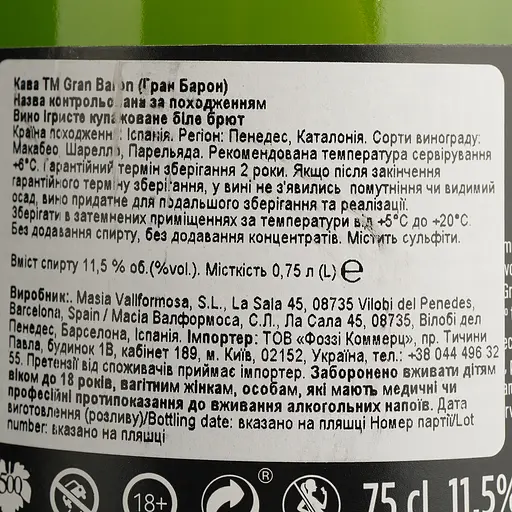 Кава ТМ Gran Baron (Гран Барон)
Назва контрольована за походженням
Вино ігристе купажоване біле брют
Країна походження: Іспанія. Регіон: Пенедес, Каталонія. Сорти винограду:
Макабео, Шарелло, Парельяда. Рекомендована температура сервірування
+6°С. Гарантійний термін зберігання 2 роки. Якщо після закінчення
гарантійного терміну зберігання, у вині не з'явились помутніння чи видимий
осад, вино придатне для подальшого зберігання та реалізації.
Зберігати в затемнених приміщеннях за температури від +5°С до +20°С.
Без додавання спирту, без додавання концентратів. Містить сульфіти.
Вміст спирту 11,5 % об.(%vol.). Місткість 0,75 л (L) ℮
Виробник:. Masia Vallformosa, S.L., La Sala 45, 08735 Vilobi del Penedes,
Barcelona, Spain / Масіа Валформоса, С.Л., Ла Сала 45, 08735, Вілобі дел
Пенедес, Барселона, Іспанія. Імпортер: ТОВ «Фоззі Коммерц», пр. Тичини
Павла, будинок 1В, кабінет 189, м. Київ, 02152, Україна, тел.: +38 044 496 32
55. Претензії від споживачів приймає імпортер. Заборонено вживати дітям
віком до 18 років, вагітним жінкам, особам, які мають медичні чи
професійні протипоказання до вживання алкогольних напоїв. Дата
виготовлення (розливу)/Bottling date: вказано на пляшці Номер партії/Lot
number: вказано на пляшці
500 18+ ® 75 cl 11,5%